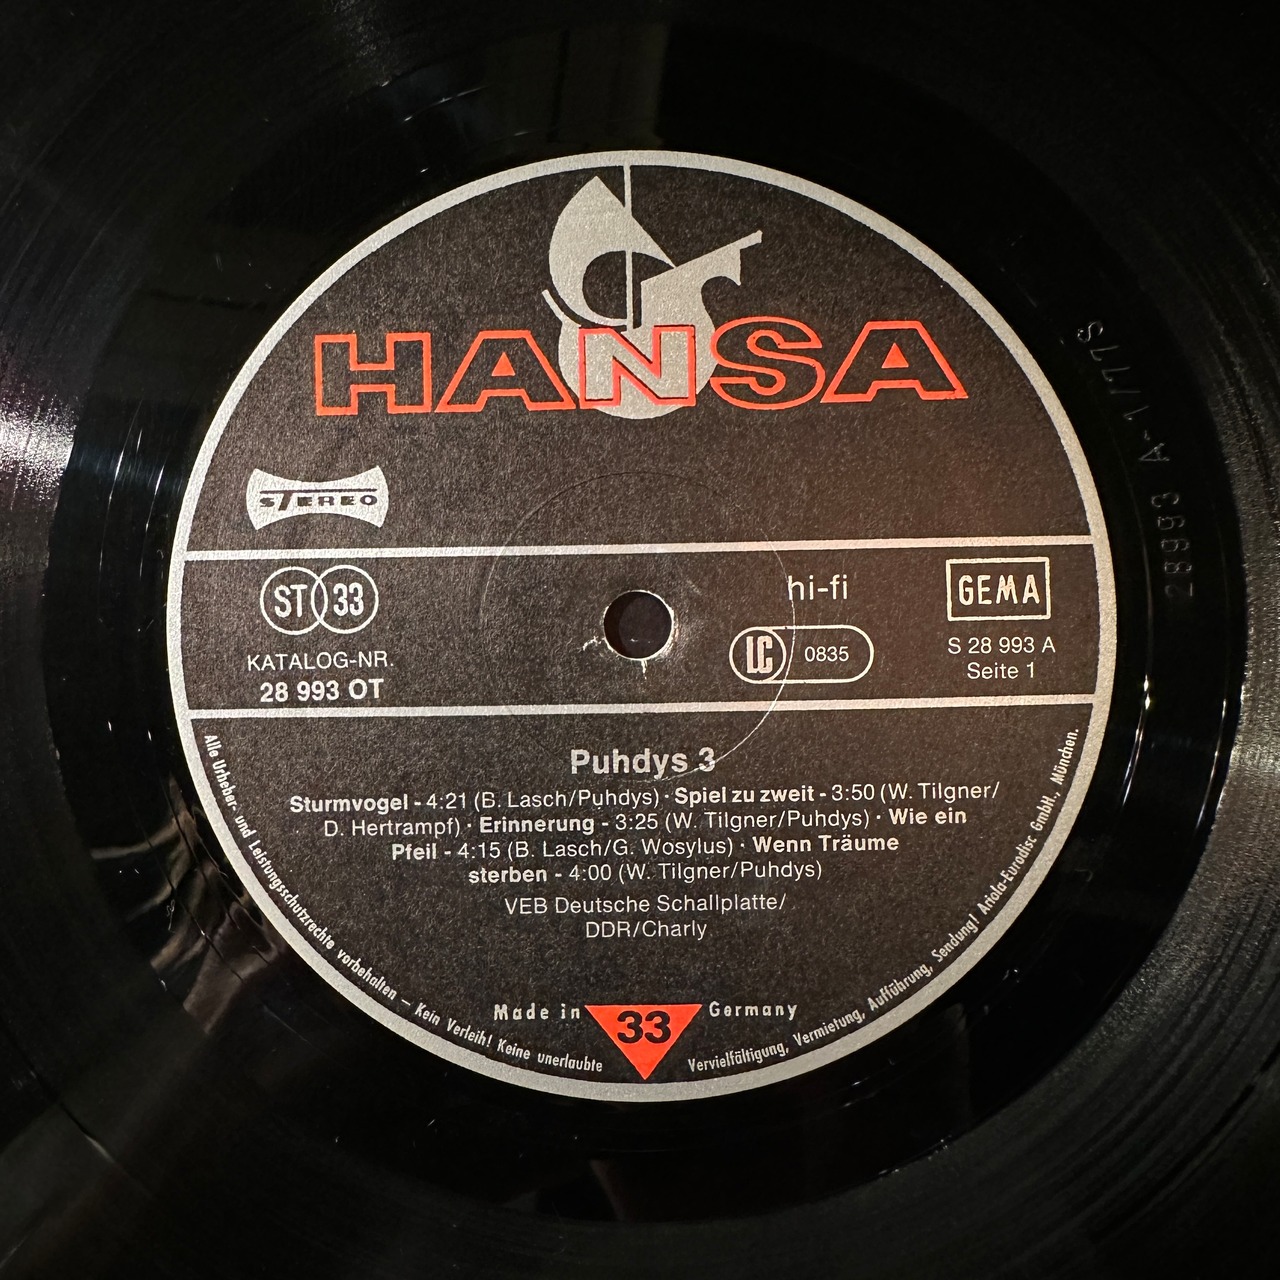 HANSA
STEREO
ST 33
hi-fi
GEMA
LC 0835
KATALOG-NR.
28 993 OT
S 28 993 A
Seite 1
Puhdys 3
Sturmvogel - 4:21 (B. Lasch/Puhdys) · Spiel zu zweit - 3:50 (W. Tilgner/
D. Hertrampf) · Erinnerung - 3:25 (W. Tilgner/Puhdys) · Wie ein
Pfeil - 4:15 (B. Lasch/G. Wosylus) · Wenn Träume
sterben - 4:00 (W. Tilgner/Puhdys)
VEB Deutsche Schallplatte/
DDR/Charly
Made in 33 Germany
Alle Urheber- und Leistungsschutzrechte vorbehalten – Kein Verleih! Keine unerlaubte Vervielfältigung, Vermietung, Aufführung, Sendung! Ariola-Eurodisc GmbH., München.
28993 A-1/77S